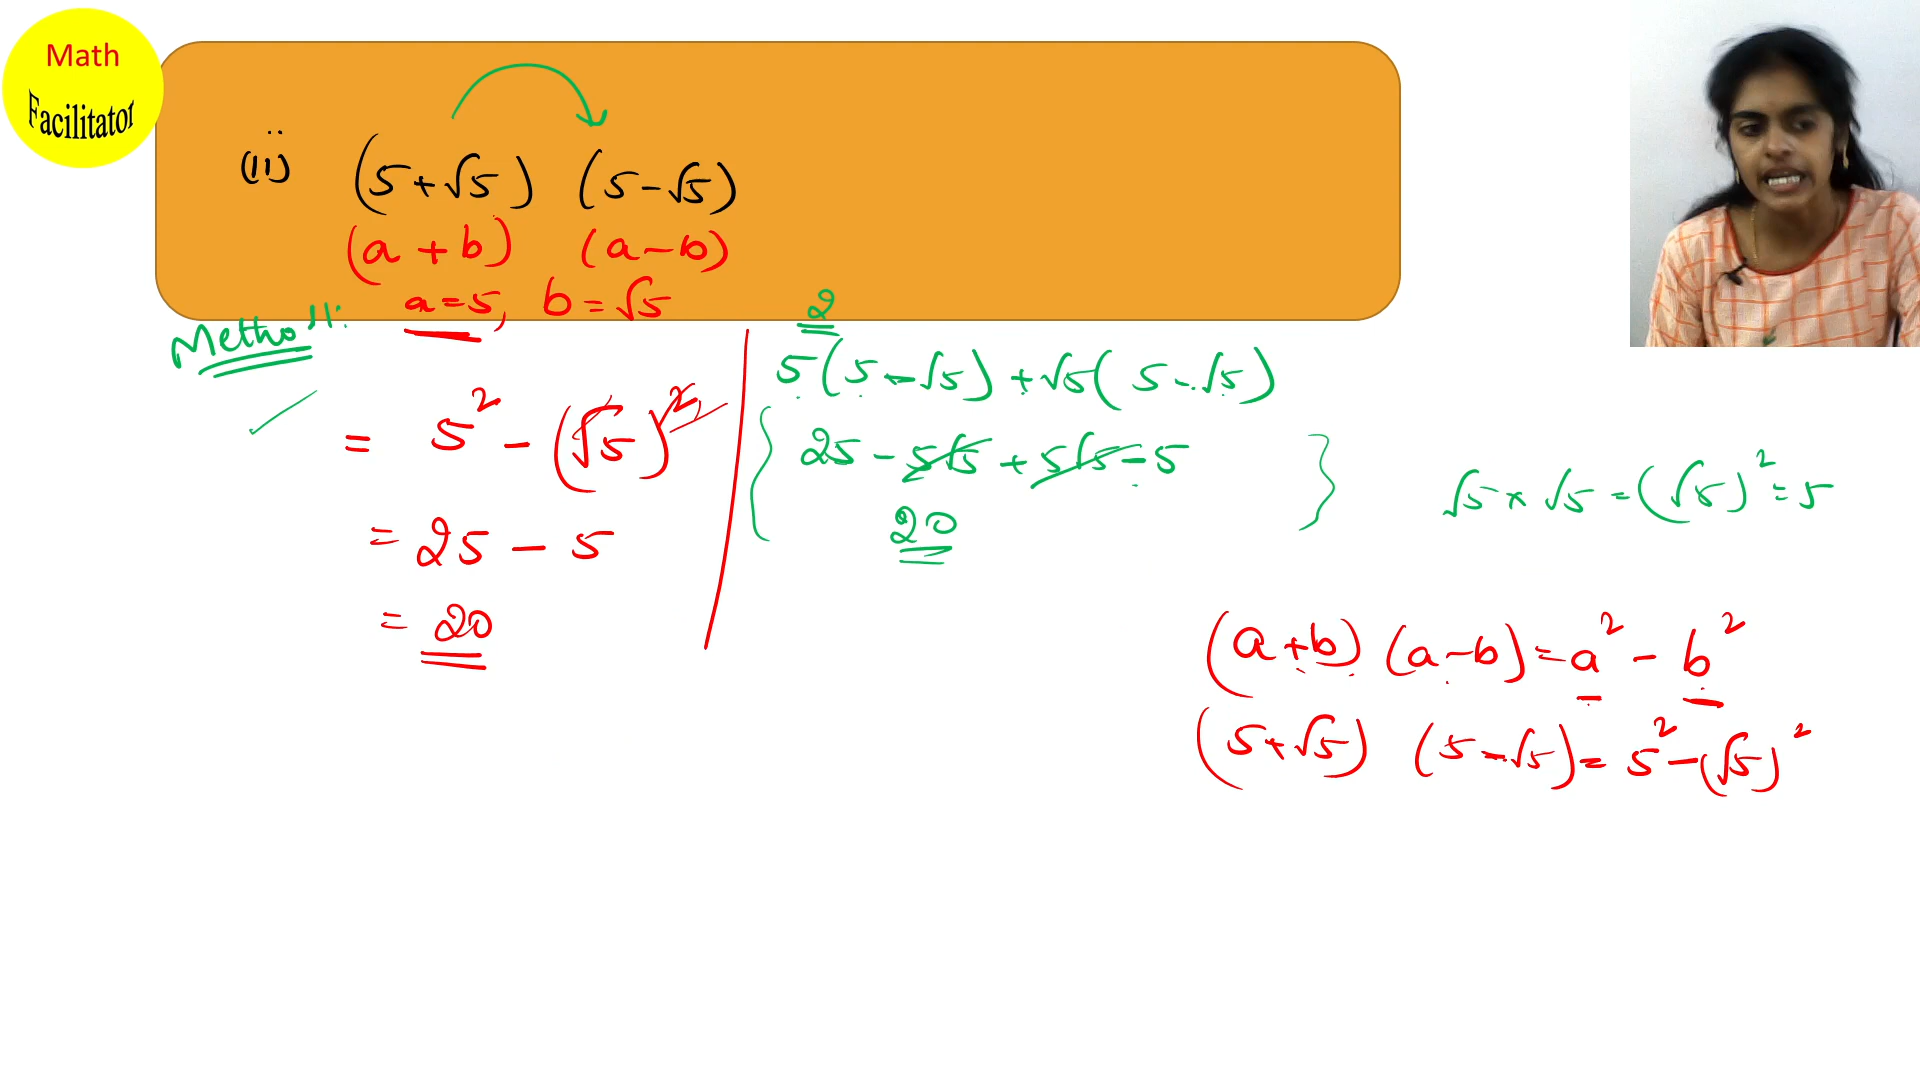 Math
Facilitator
(ii) (5+√5) (5-√5)
(a + b) (a-b)
a=5, b=√5
Method 1:
= 5² - (√5)²
= 25 - 5
= 20
2
5(5-√5) + √5(5-√5)
25 - 5√5 + 5√5 - 5
20
√5 × √5 = (√5)² = 5
(a+b) (a-b) = a² - b²
(5+√5) (5-√5) = 5² - (√5)²